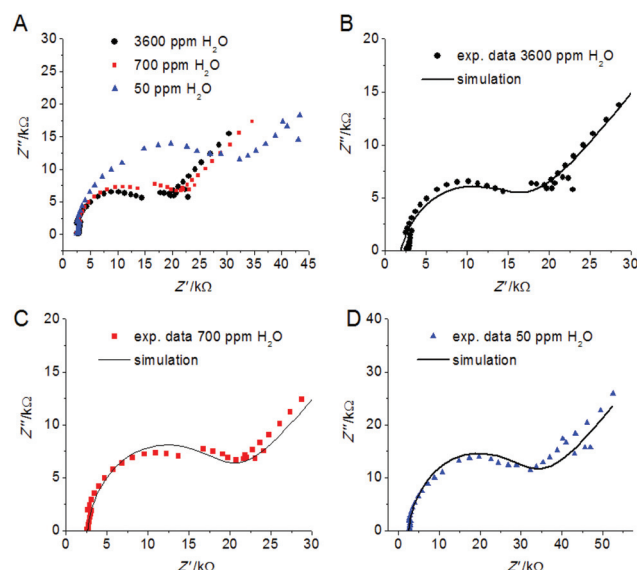 A
3600 ppm H2O
700 ppm H2O
50 ppm H2O
Z''/kΩ
30
25
20
15
10
5
0
0 5 10 15 20 25 30 35 40 45
Z'/kΩ
B
exp. data 3600 ppm H2O
simulation
Z''/kΩ
20
15
10
5
0
0 5 10 15 20 25 30
Z'/kΩ
C
exp. data 700 ppm H2O
simulation
Z''/kΩ
20
15
10
5
0
0 5 10 15 20 25 30
Z'/kΩ
D
exp. data 50 ppm H2O
simulation
Z''/kΩ
40
30
20
10
0
0 10 20 30 40 50
Z'/kΩ